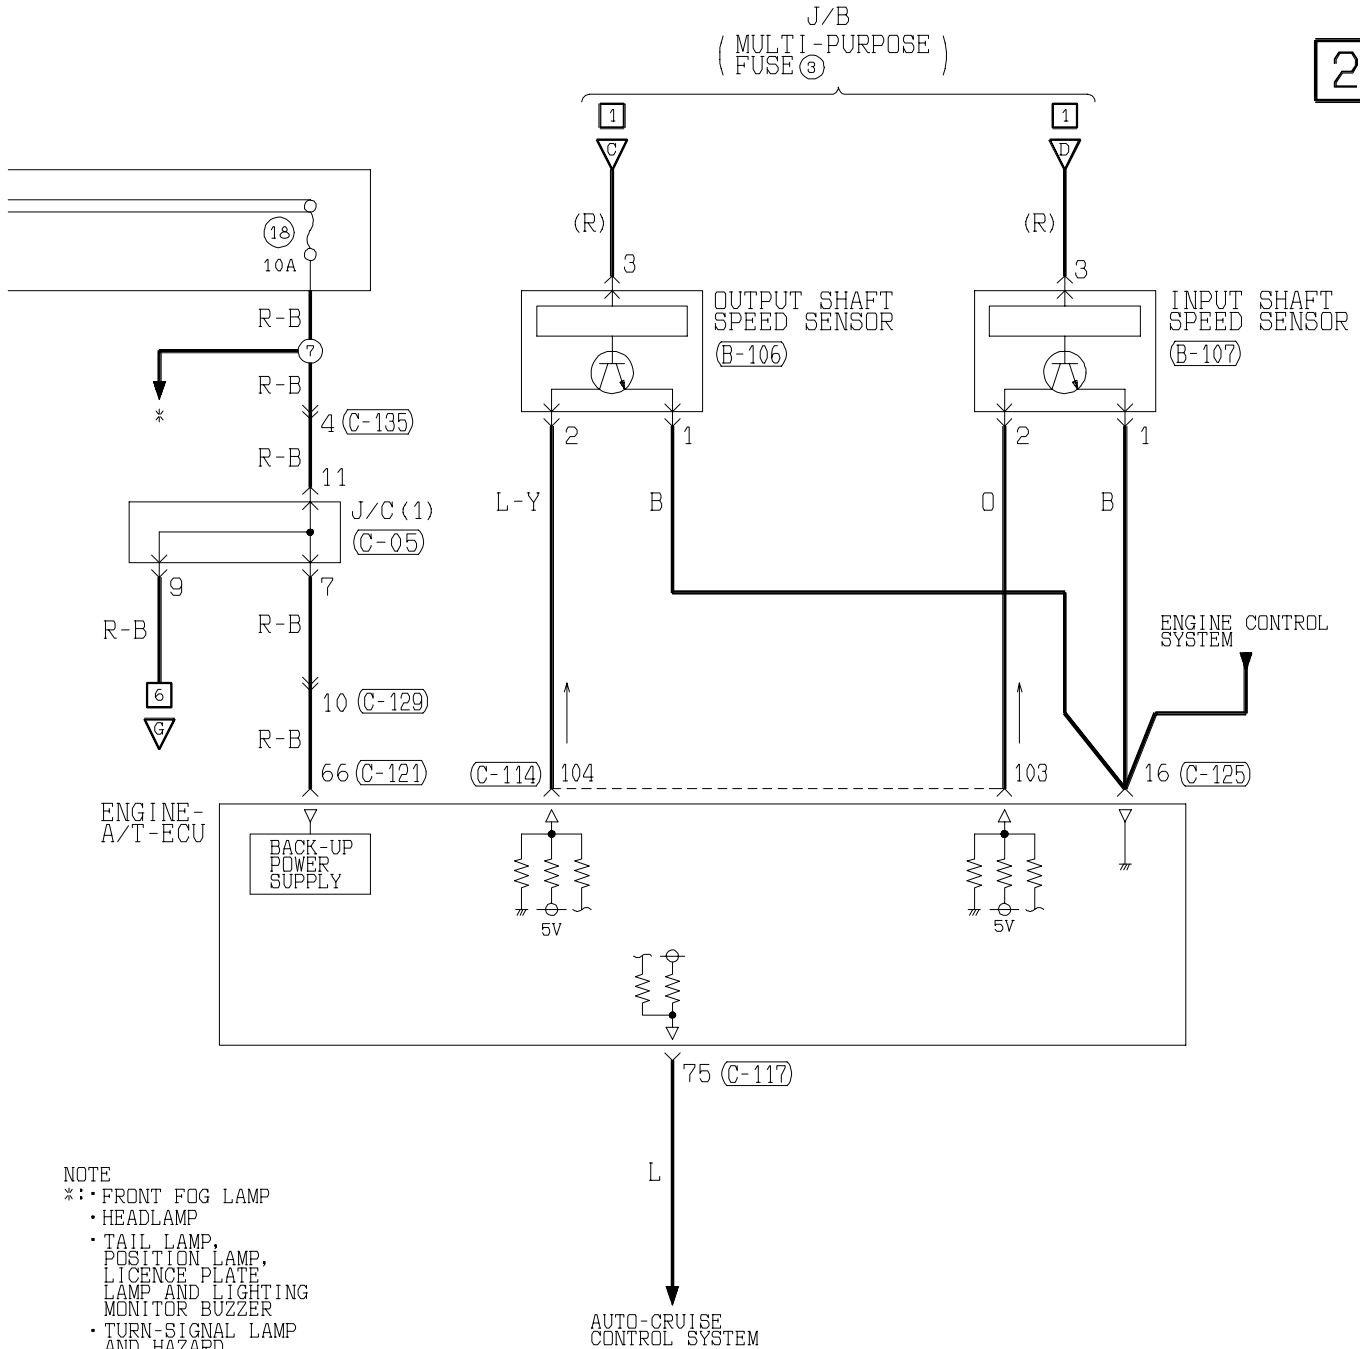 J/B
( MULTI-PURPOSE
FUSE ③ )
2
1
1
C
D
18
10A
(R)
(R)
3
3
R-B
OUTPUT SHAFT
SPEED SENSOR
(B-106)
INPUT SHAFT
SPEED SENSOR
(B-107)
7
R-B
*
4 (C-135)
2
1
2
1
R-B
11
L-Y
B
O
B
J/C(1)
(C-05)
9
7
R-B
R-B
ENGINE CONTROL
SYSTEM
6
10 (C-129)
G
R-B
66 (C-121)
(C-114) 104
103
16 (C-125)
ENGINE-
A/T-ECU
BACK-UP
POWER
SUPPLY
5V
5V
75 (C-117)
L
NOTE
*:·FRONT FOG LAMP
·HEADLAMP
·TAIL LAMP,
POSITION LAMP,
LICENCE PLATE
LAMP AND LIGHTING
MONITOR BUZZER
·TURN-SIGNAL LAMP
AND HAZARD
AUTO-CRUISE
CONTROL SYSTEM